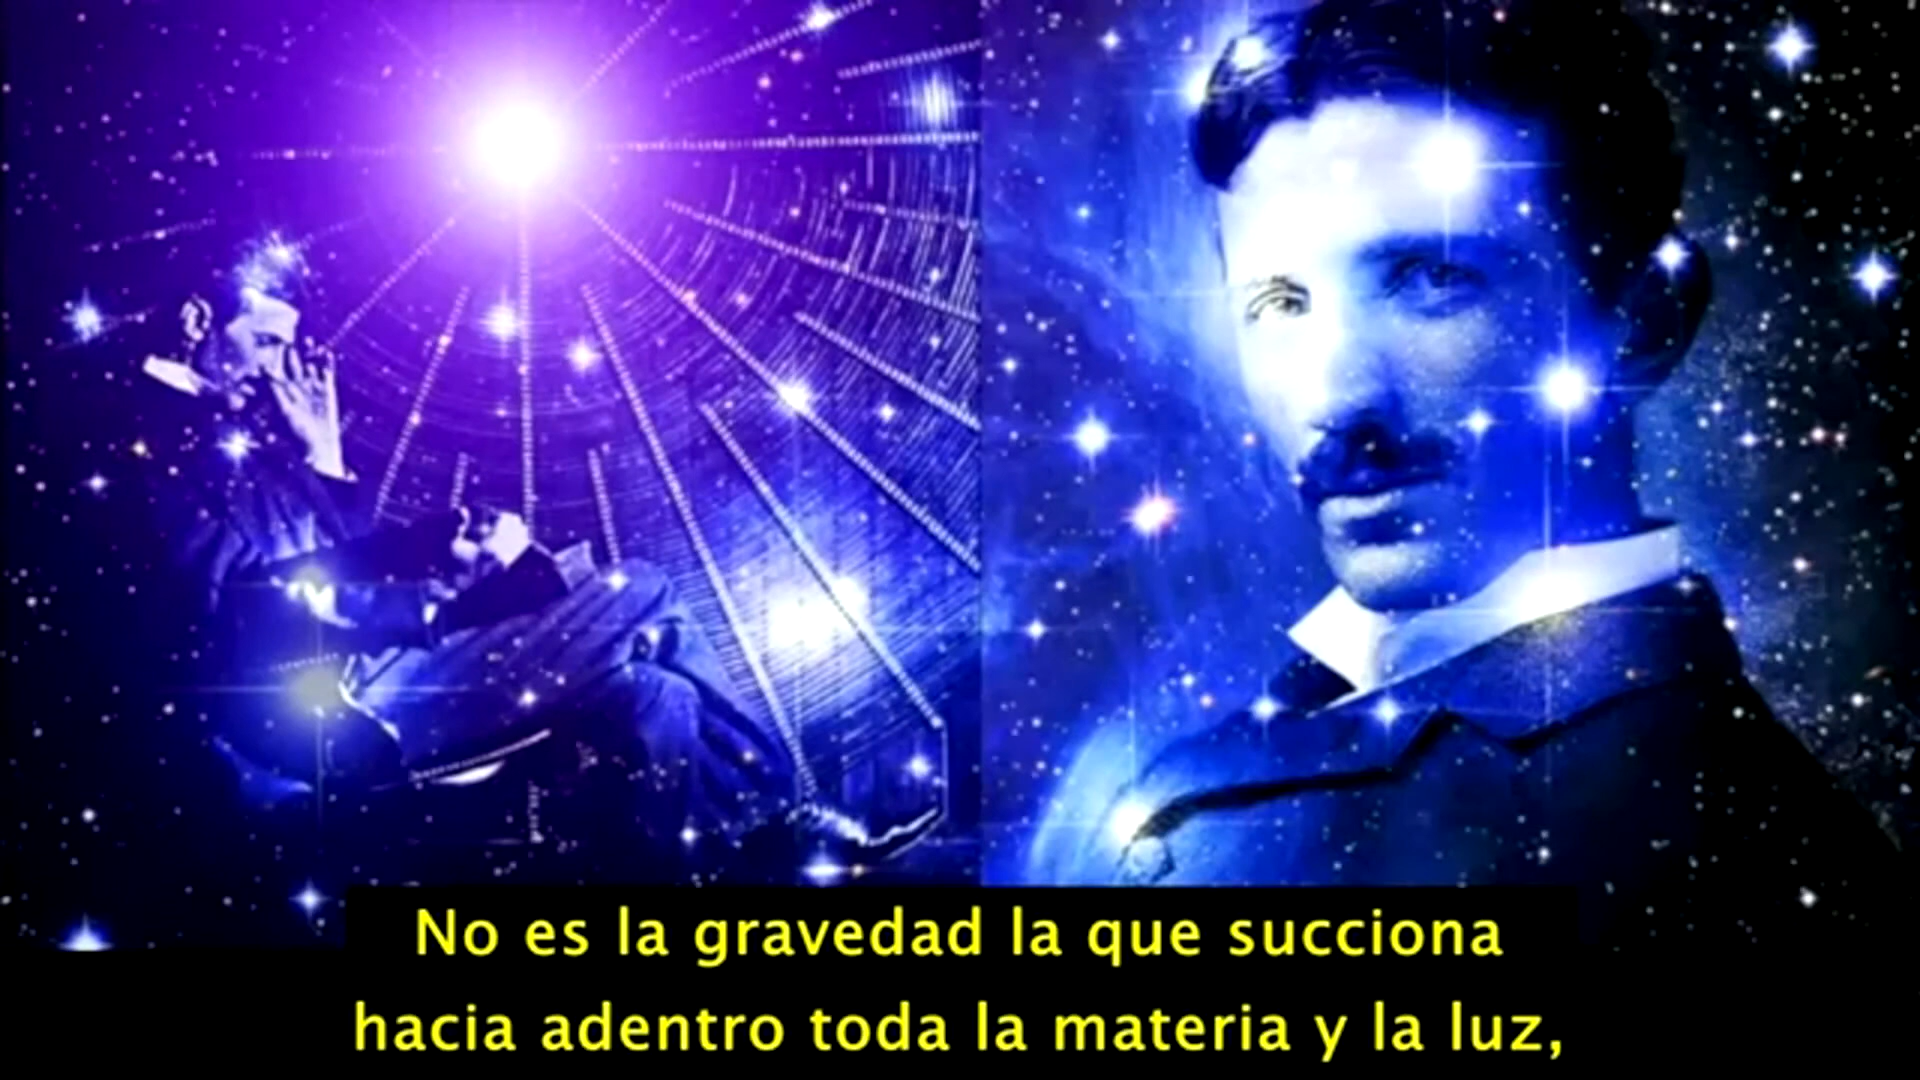 No es la gravedad la que succiona
hacia adentro toda la materia y la luz,